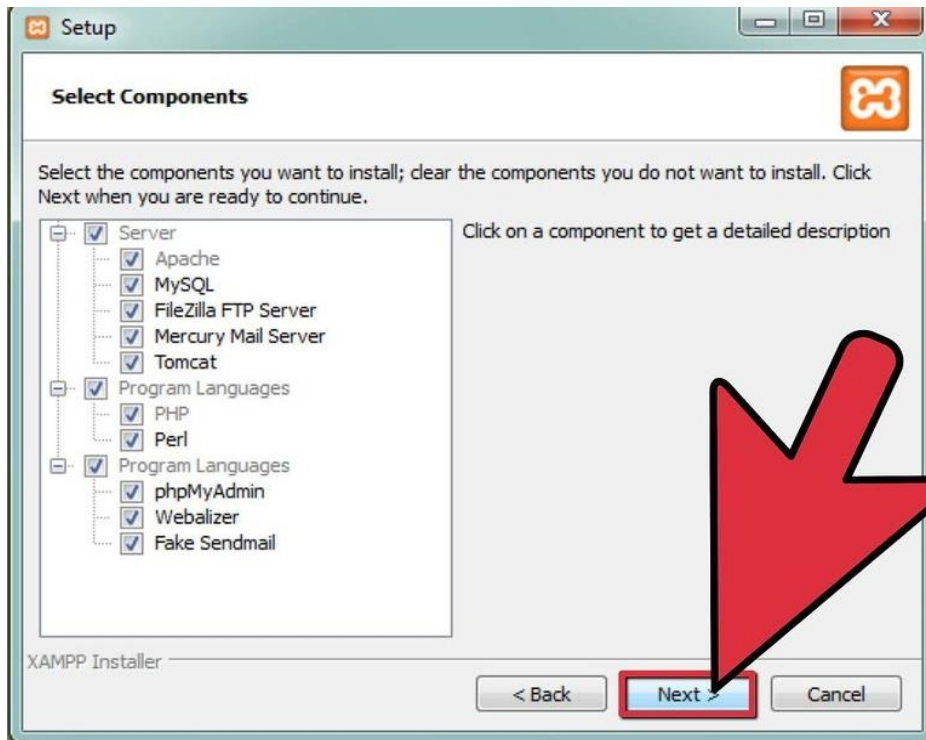 Setup
Select Components
Select the components you want to install; clear the components you do not want to install. Click
Next when you are ready to continue.
Server
Apache
MySQL
FileZilla FTP Server
Mercury Mail Server
Tomcat
Program Languages
PHP
Perl
Program Languages
phpMyAdmin
Webalizer
Fake Sendmail
Click on a component to get a detailed description
XAMPP Installer
< Back
Next >
Cancel